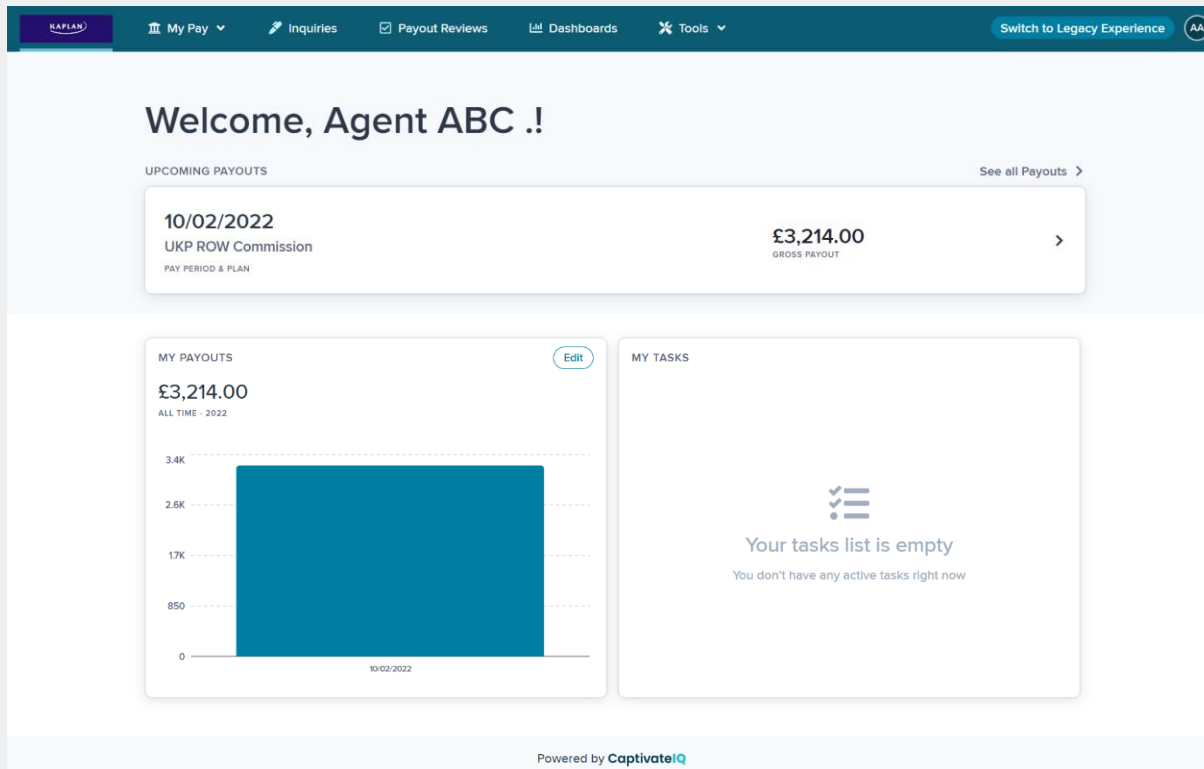 KAPLAN
My Pay
Inquiries
Payout Reviews
Dashboards
Tools
Switch to Legacy Experience
AA
Welcome, Agent ABC .!
UPCOMING PAYOUTS
See all Payouts
10/02/2022
UKP ROW Commission
PAY PERIOD & PLAN
£3,214.00
GROSS PAYOUT
MY PAYOUTS
Edit
£3,214.00
ALL TIME - 2022
3.4K
2.6K
1.7K
850
0
10/02/2022
MY TASKS
Your tasks list is empty
You don't have any active tasks right now
Powered by CaptivateIQ